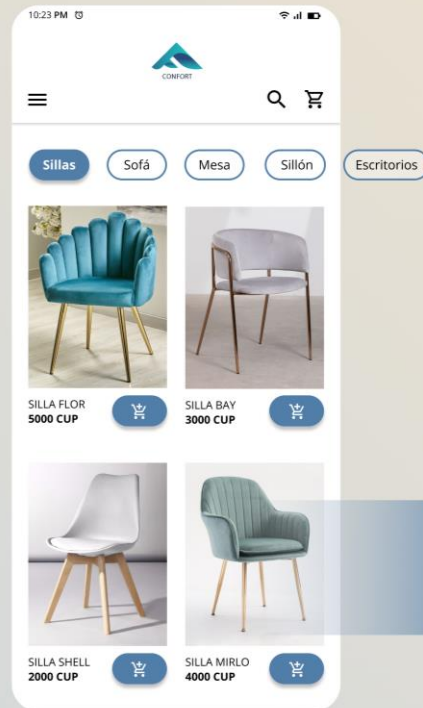 10:23 PM
CONFORT
Sillas
Sofá
Mesa
Sillón
Escritorios
SILLA FLOR
5000 CUP
SILLA BAY
3000 CUP
SILLA SHELL
2000 CUP
SILLA MIRLO
4000 CUP